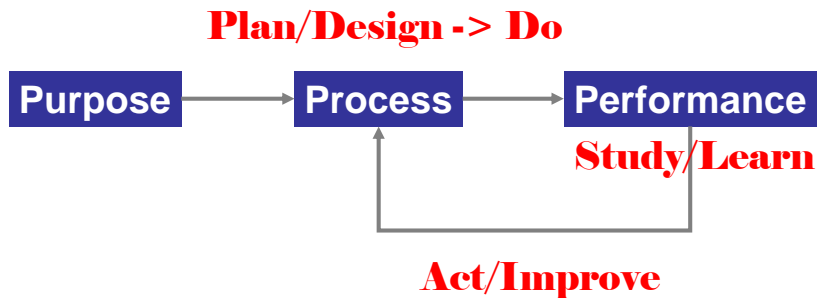 Plan/Design -> Do
Purpose Process Performance
Study/Learn
Act/Improve